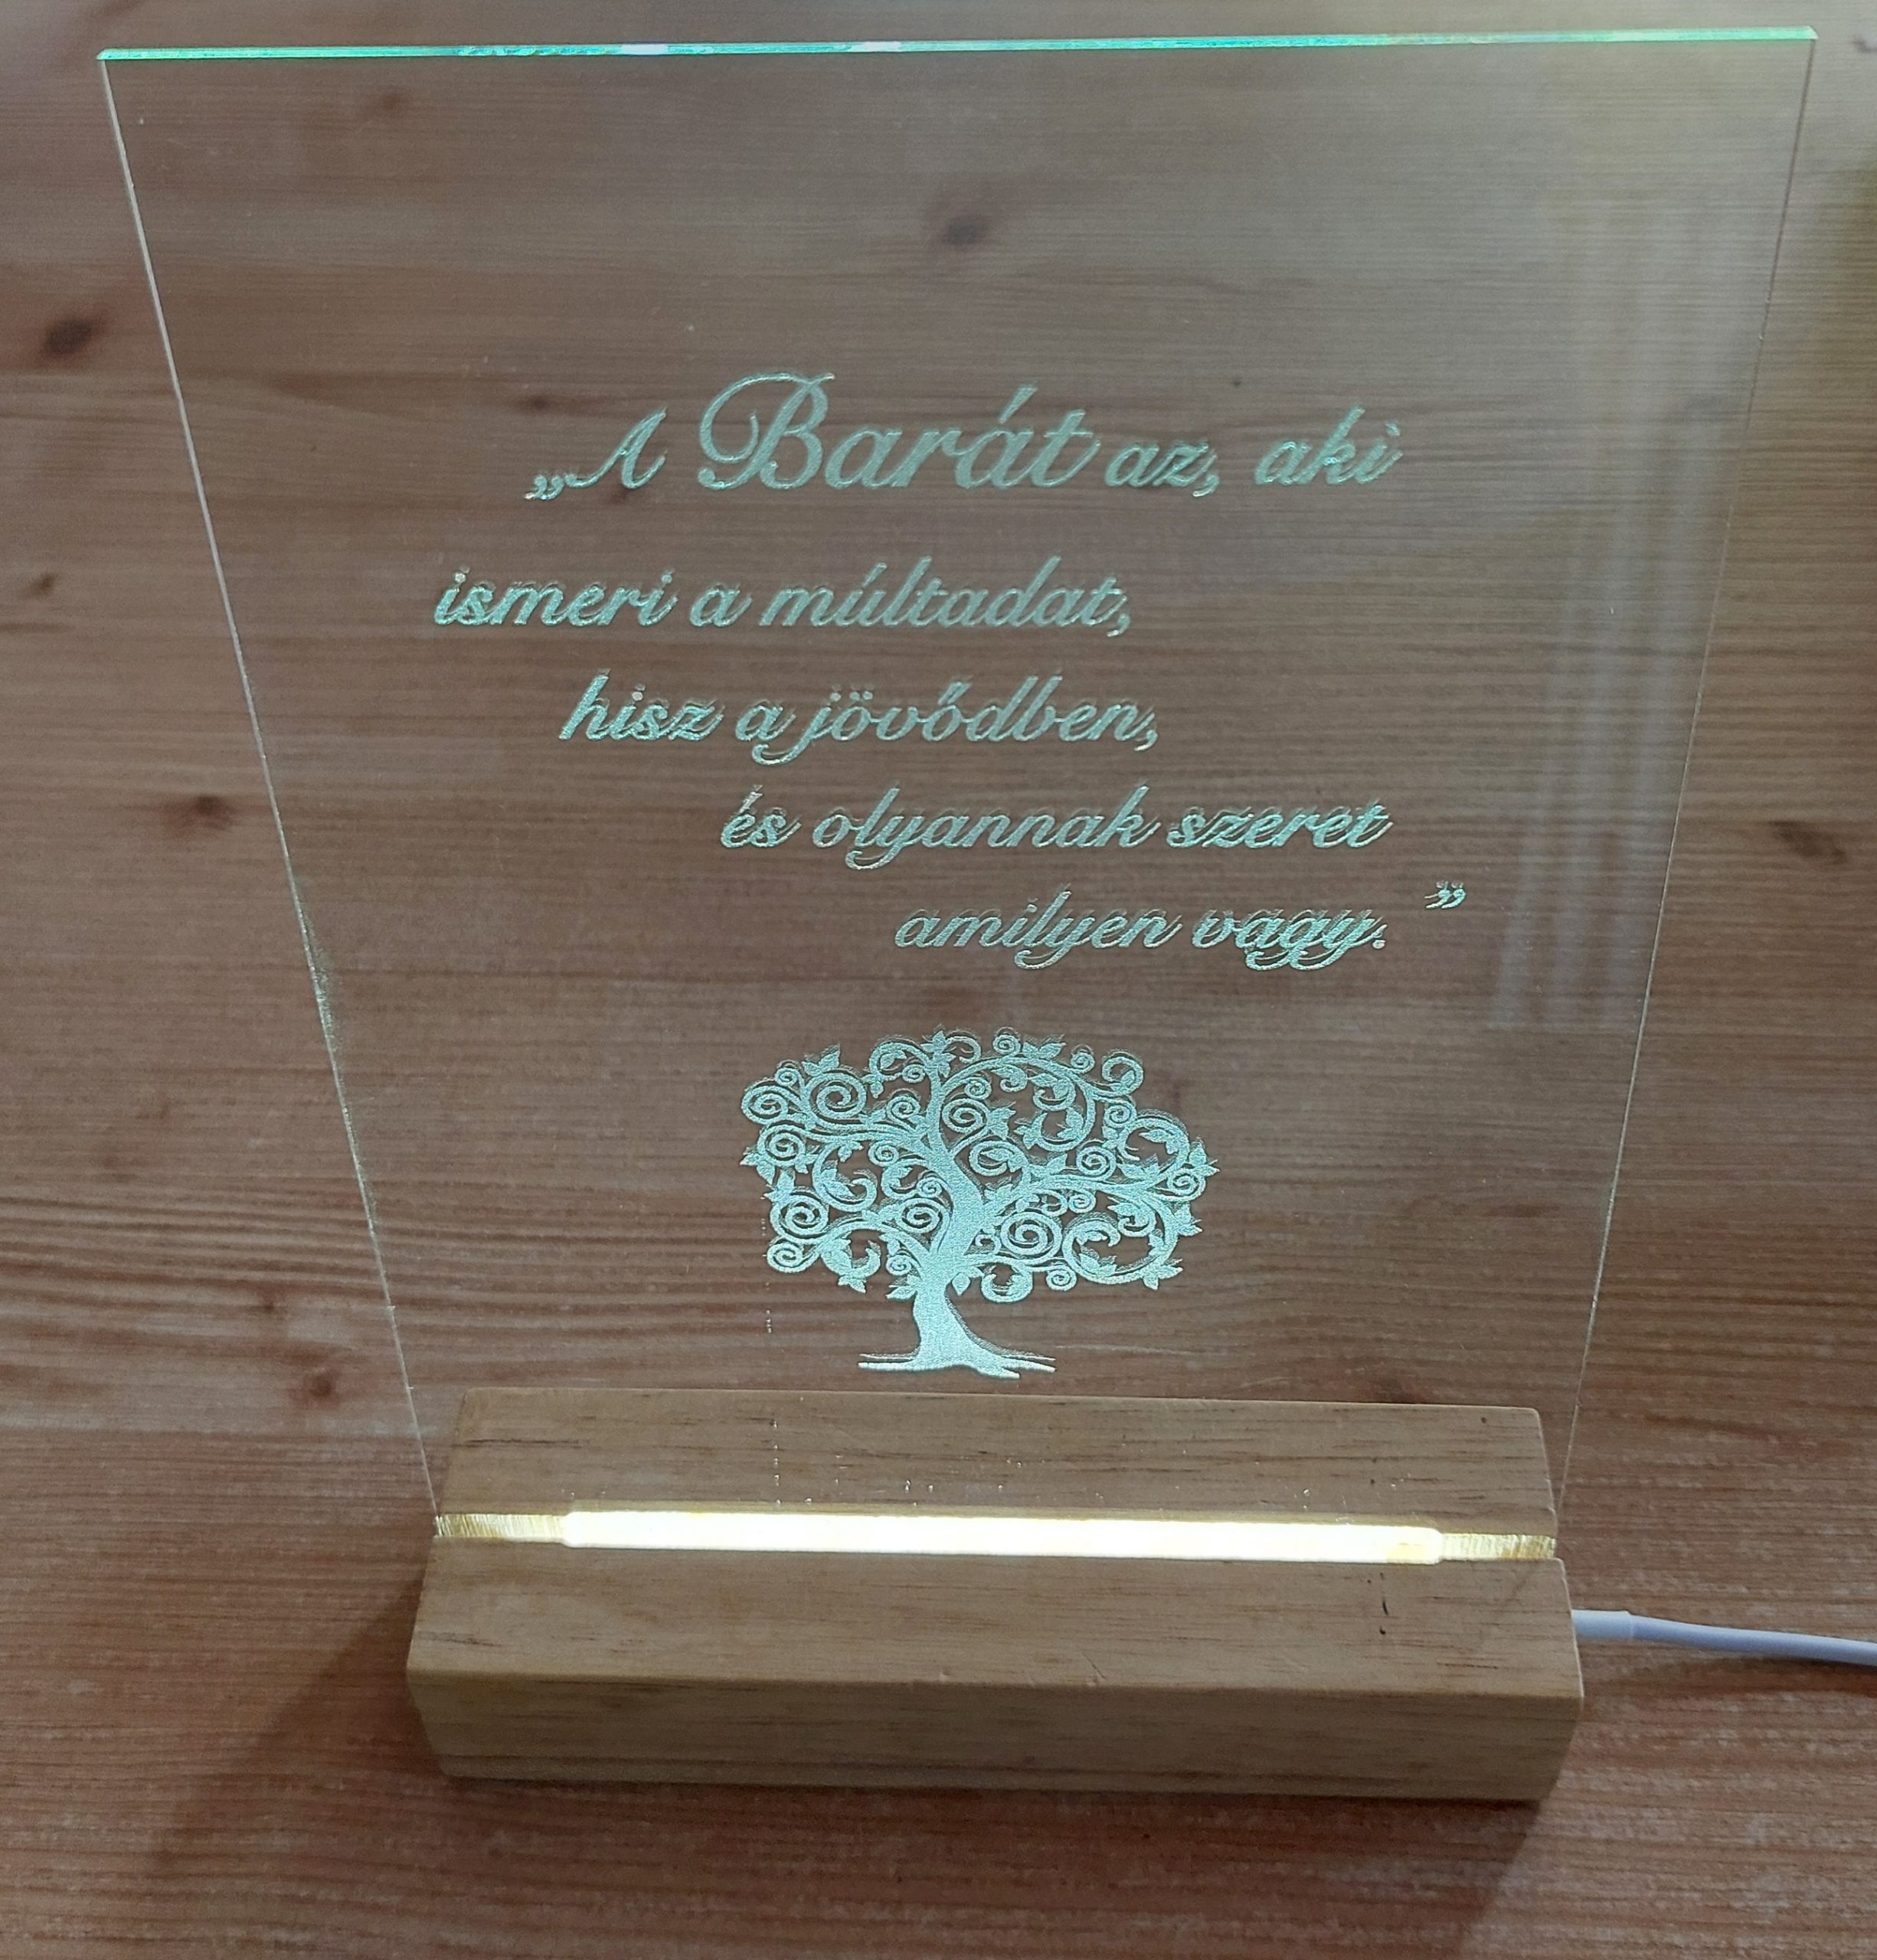 „A Barát az, aki
ismeri a múltadat,
hisz a jövődben,
és olyannak szeret
amilyen vagy.”